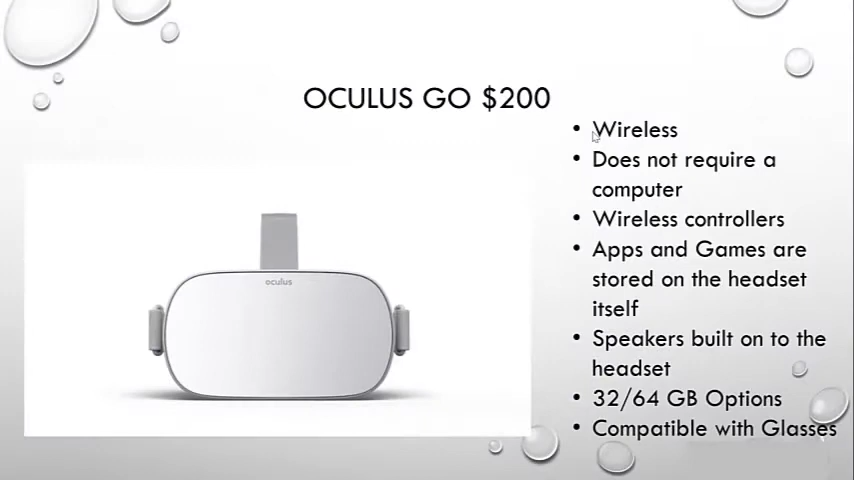 OCULUS GO $200
• Wireless
• Does not require a
computer
• Wireless controllers
• Apps and Games are
stored on the headset
itself
• Speakers built on to the
headset
• 32/64 GB Options
• Compatible with Glasses
oculus